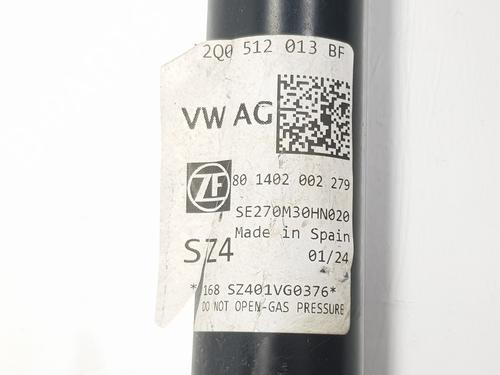 2Q0 512 013 BF
VW AG
ZF 80 1402 002 279
SE270M30HN020
Made in Spain
SZ4 01/24
*168 SZ401VG0376*
DO NOT OPEN-GAS PRESSURE